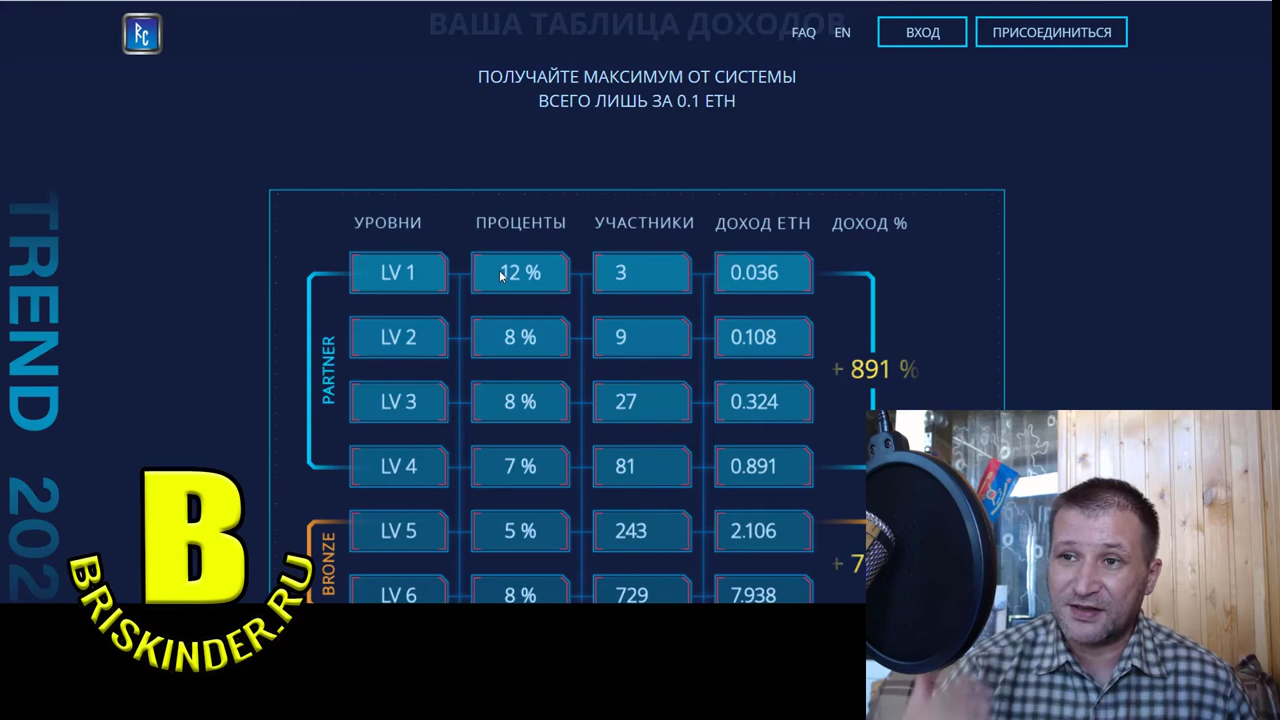 ВАША ТАБЛИЦА ДОХОДОВ
RC
FAQ EN ВХОД ПРИСОЕДИНИТЬСЯ
ПОЛУЧАЙТЕ МАКСИМУМ ОТ СИСТЕМЫ
ВСЕГО ЛИШЬ ЗА 0.1 ETH
TREND 202
УРОВНИ ПРОЦЕНТЫ УЧАСТНИКИ ДОХОД ETH ДОХОД %
PARTNER
LV 1 12 % 3 0.036
LV 2 8 % 9 0.108
+ 891 %
LV 3 8 % 27 0.324
LV 4 7 % 81 0.891
BRONZE
LV 5 5 % 243 2.106
+ 7
LV 6 8 % 729 7.938
B
BRISKINDER.RU